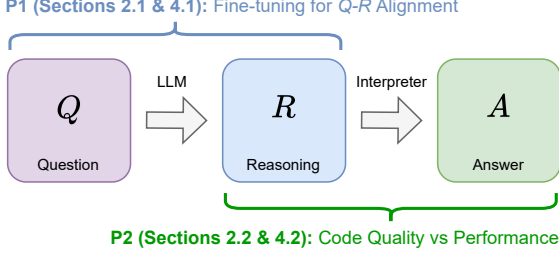 P1 (Sections 2.1 & 4.1): Fine-tuning for Q-R Alignment
LLM
Interpreter
Q
R
A
Question
Reasoning
Answer
P2 (Sections 2.2 & 4.2): Code Quality vs Performance